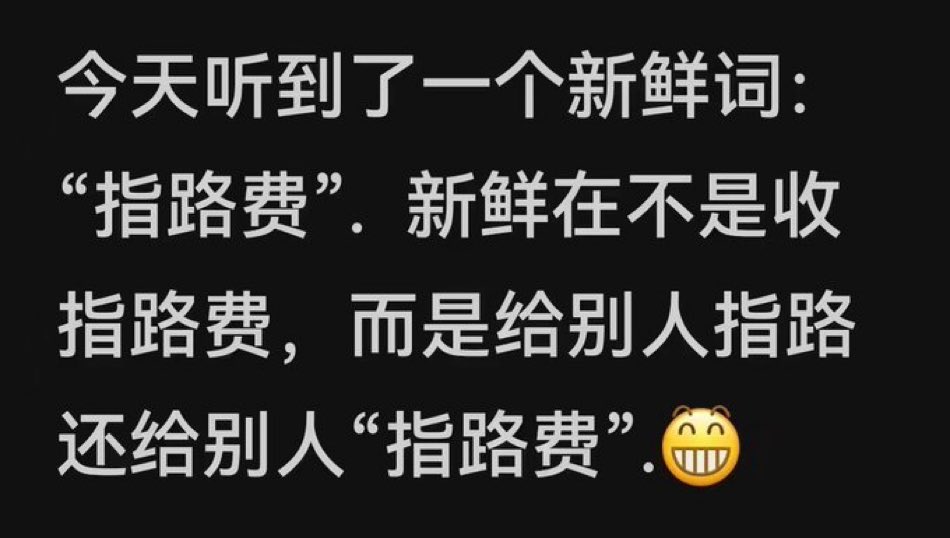 今天听到了一个新鲜词：
“指路费”. 新鲜在不是收
指路费，而是给别人指路
还给别人“指路费”.😁